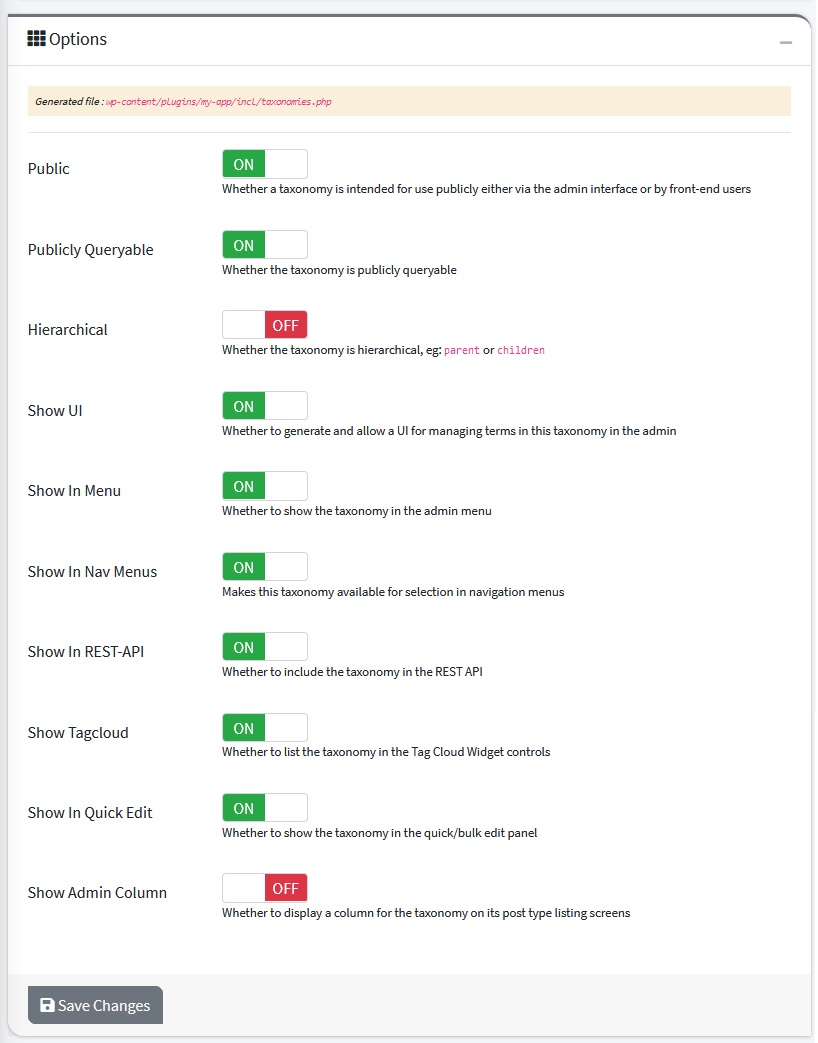 Options
Generated file : wp-content/plugins/my-app/incl/taxonomies.php
Public
ON
Whether a taxonomy is intended for use publicly either via the admin interface or by front-end users
Publicly Queryable
ON
Whether the taxonomy is publicly queryable
Hierarchical
OFF
Whether the taxonomy is hierarchical, eg: parent or children
Show UI
ON
Whether to generate and allow a UI for managing terms in this taxonomy in the admin
Show In Menu
ON
Whether to show the taxonomy in the admin menu
Show In Nav Menus
ON
Makes this taxonomy available for selection in navigation menus
Show In REST-API
ON
Whether to include the taxonomy in the REST API
Show Tagcloud
ON
Whether to list the taxonomy in the Tag Cloud Widget controls
Show In Quick Edit
ON
Whether to show the taxonomy in the quick/bulk edit panel
Show Admin Column
OFF
Whether to display a column for the taxonomy on its post type listing screens
Save Changes